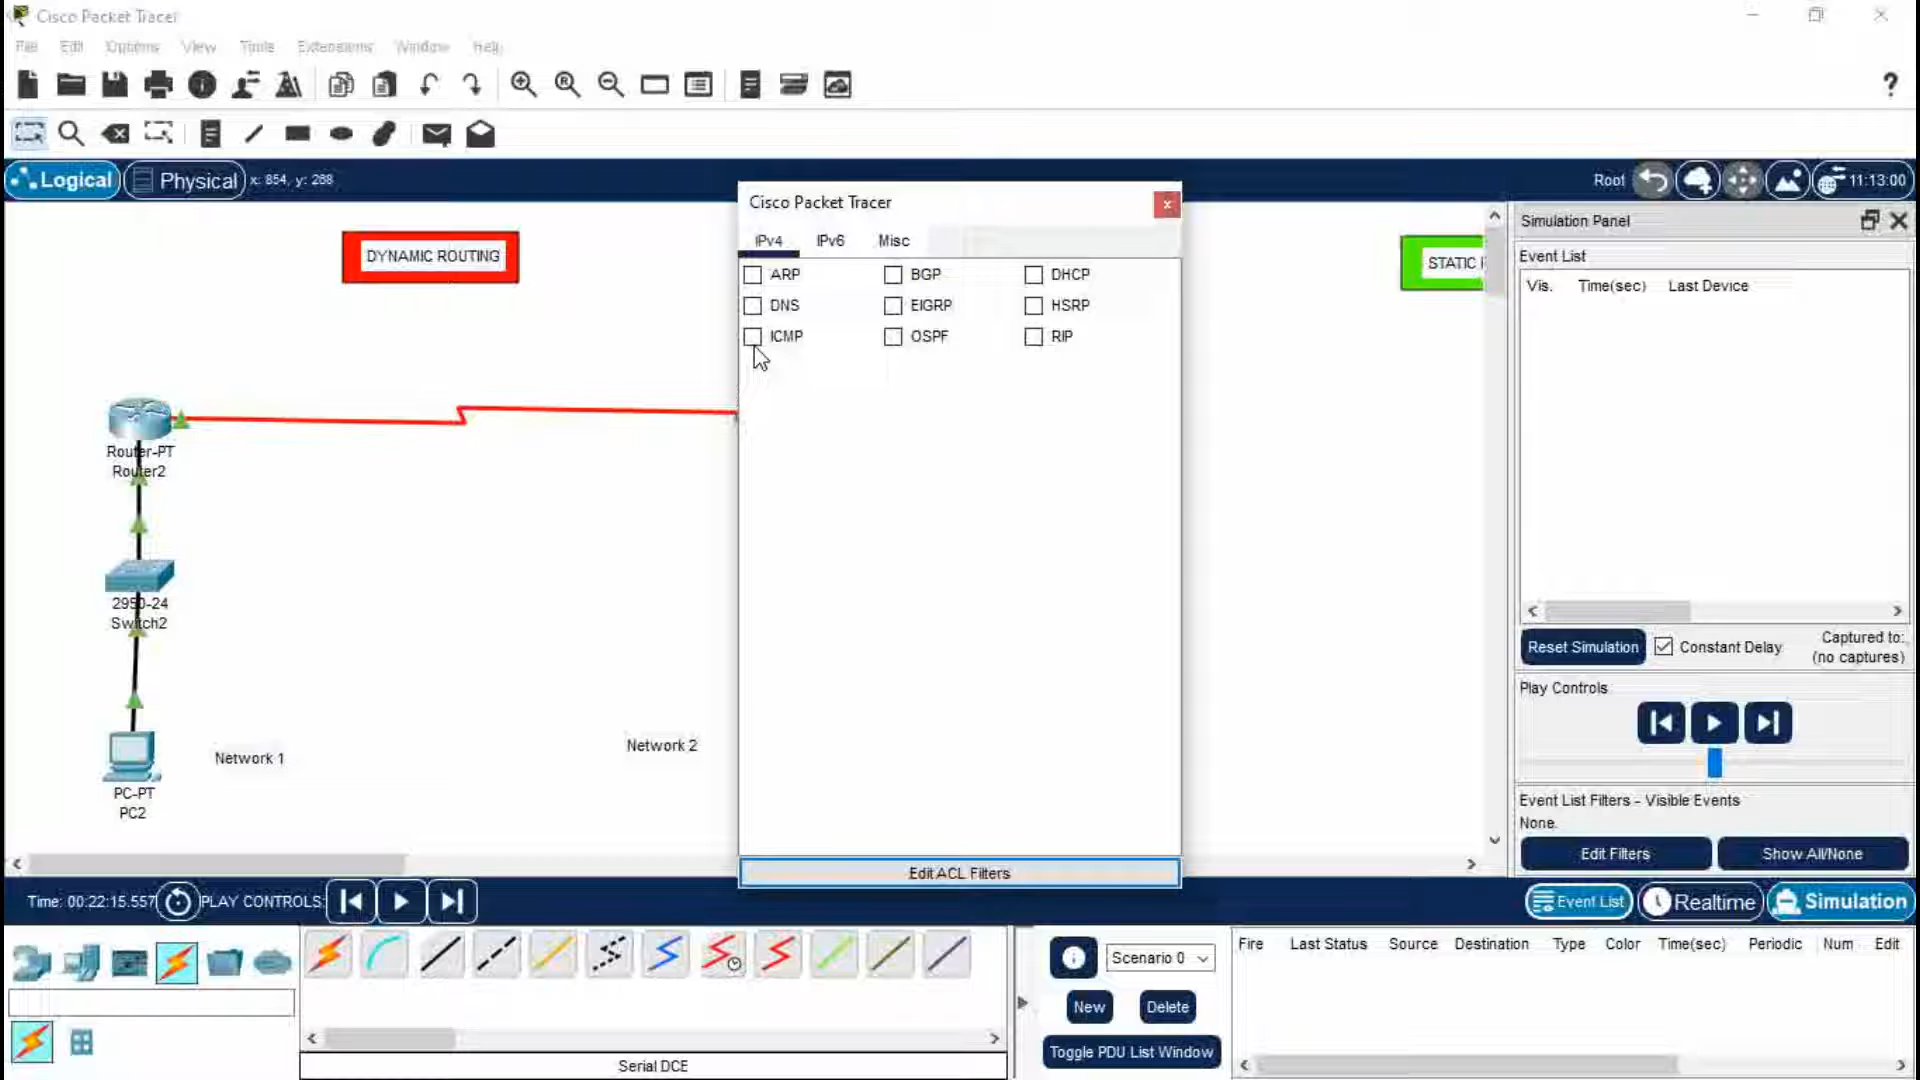 Cisco Packet Tracer
File Edit Options View Tools Extensions Window Help
Logical Physical x: 854, y: 288
Root 11:13:00
DYNAMIC ROUTING
STATIC
Router-PT
Router2
2950-24
Switch2
PC-PT
PC2
Network 1
Network 2
Cisco Packet Tracer
IPv4 IPv6 Misc
ARP BGP DHCP
DNS EIGRP HSRP
ICMP OSPF RIP
Edit ACL Filters
Simulation Panel
Event List
Vis. Time(sec) Last Device
Reset Simulation Constant Delay Captured to:
(no captures)
Play Controls
Event List Filters - Visible Events
None.
Edit Filters Show All/None
Time: 00:22:15.557 PLAY CONTROLS:
Event List Realtime Simulation
Serial DCE
Scenario 0
New Delete
Toggle PDU List Window
Fire Last Status Source Destination Type Color Time(sec) Periodic Num Edit